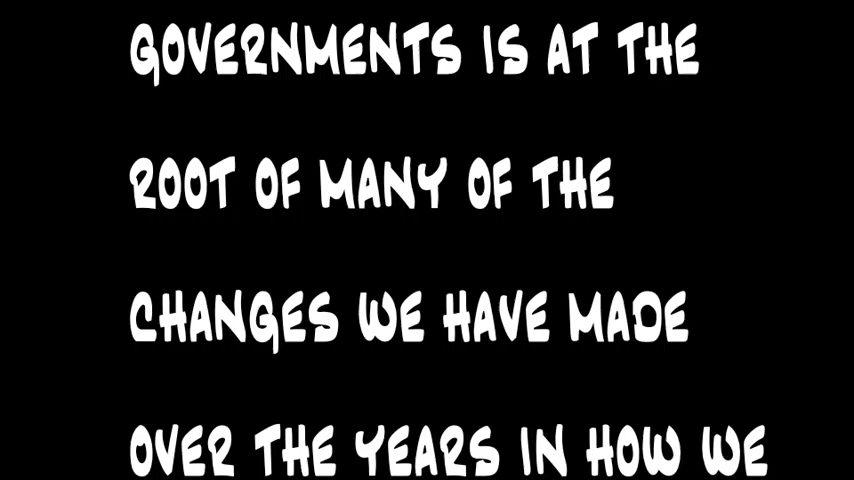 GOVERNMENTS IS AT THE
ROOT OF MANY OF THE
CHANGES WE HAVE MADE
OVER THE YEARS IN HOW WE